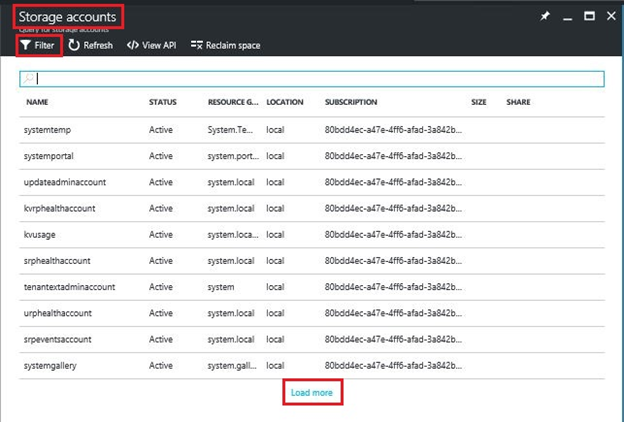 Storage accounts
Query for storage accounts
Filter Refresh </> View API Reclaim space
NAME STATUS RESOURCE G... LOCATION SUBSCRIPTION SIZE SHARE
systemtemp Active System.Te... local 80bdd4ec-a47e-4ff6-afad-3a842b...
systemportal Active system.port... local 80bdd4ec-a47e-4ff6-afad-3a842b...
updateadminaccount Active system.local local 80bdd4ec-a47e-4ff6-afad-3a842b...
kvrphealthaccount Active system.local local 80bdd4ec-a47e-4ff6-afad-3a842b...
kvusage Active system.loca... local 80bdd4ec-a47e-4ff6-afad-3a842b...
srphealthaccount Active system.local local 80bdd4ec-a47e-4ff6-afad-3a842b...
tenantextadminaccount Active system local 80bdd4ec-a47e-4ff6-afad-3a842b...
urphealthaccount Active system.local local 80bdd4ec-a47e-4ff6-afad-3a842b...
srpeventsaccount Active system.local local 80bdd4ec-a47e-4ff6-afad-3a842b...
systemgallery Active system.gall... local 80bdd4ec-a47e-4ff6-afad-3a842b...
Load more